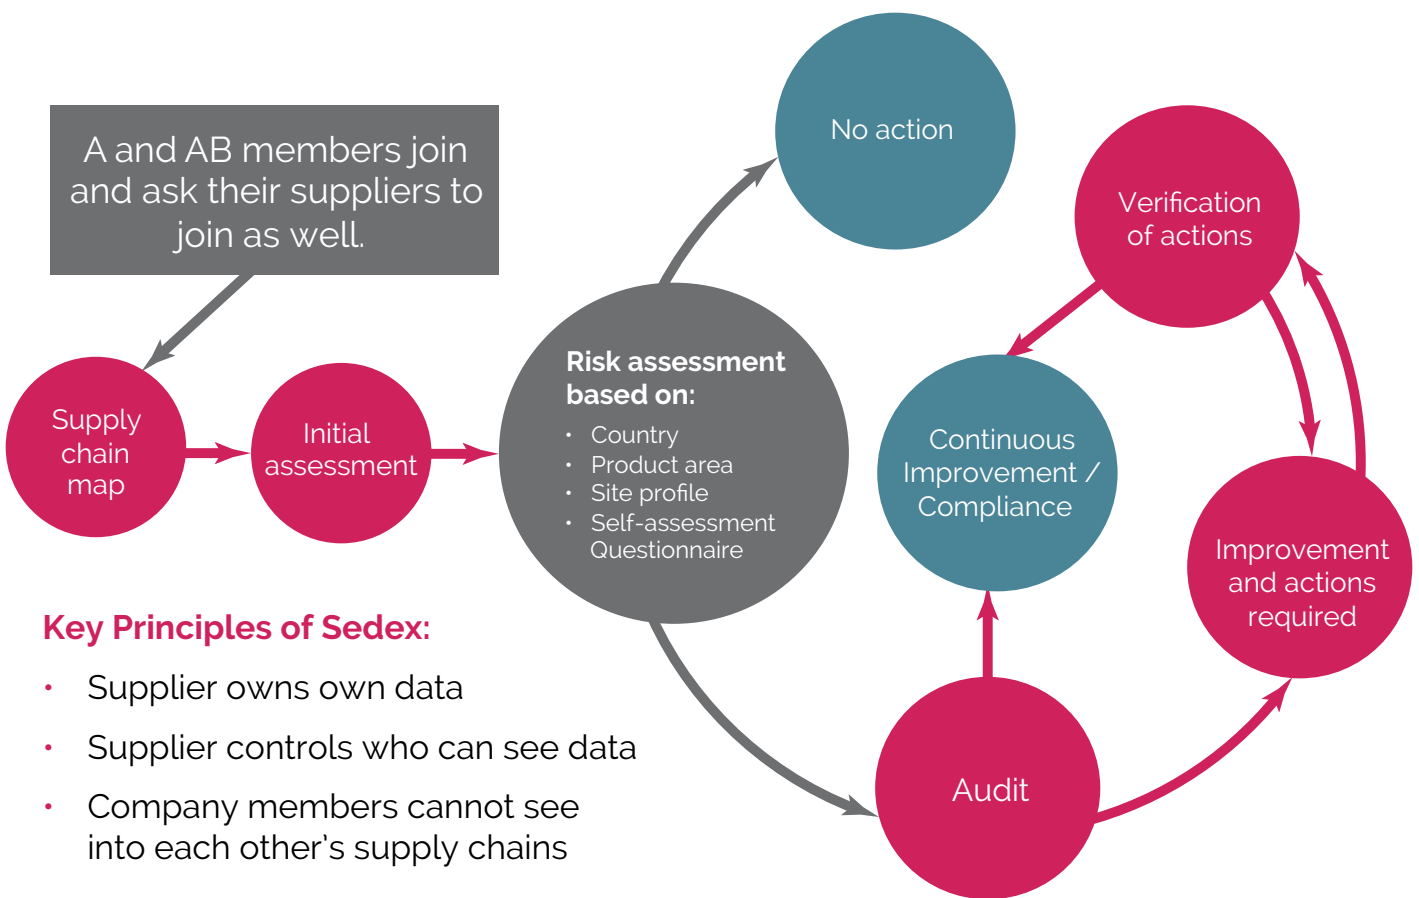 A and AB members join
and ask their suppliers to
join as well.
Supply
chain
map
Initial
assessment
Risk assessment
based on:
• Country
• Product area
• Site profile
• Self-assessment
Questionnaire
No action
Verification
of actions
Continuous
Improvement /
Compliance
Improvement
and actions
required
Audit
Key Principles of Sedex:
• Supplier owns own data
• Supplier controls who can see data
• Company members cannot see
into each other’s supply chains